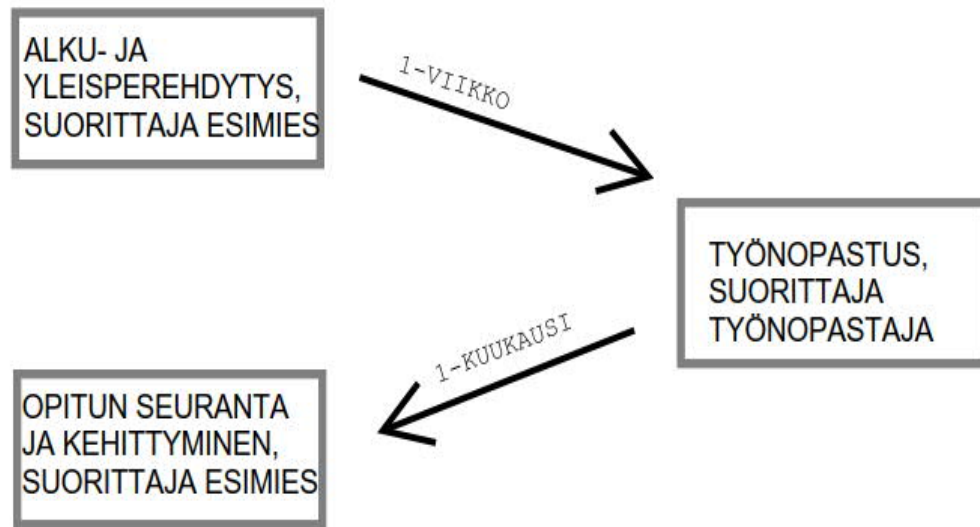 ALKU- JA
YLEISPEREHDYTYS,
SUORITTAJA ESIMIES
1-VIIKKO
TYÖNOPASTUS,
SUORITTAJA
TYÖNOPASTAJA
1-KUUKAUSI
OPITUN SEURANTA
JA KEHITTYMINEN,
SUORITTAJA ESIMIES